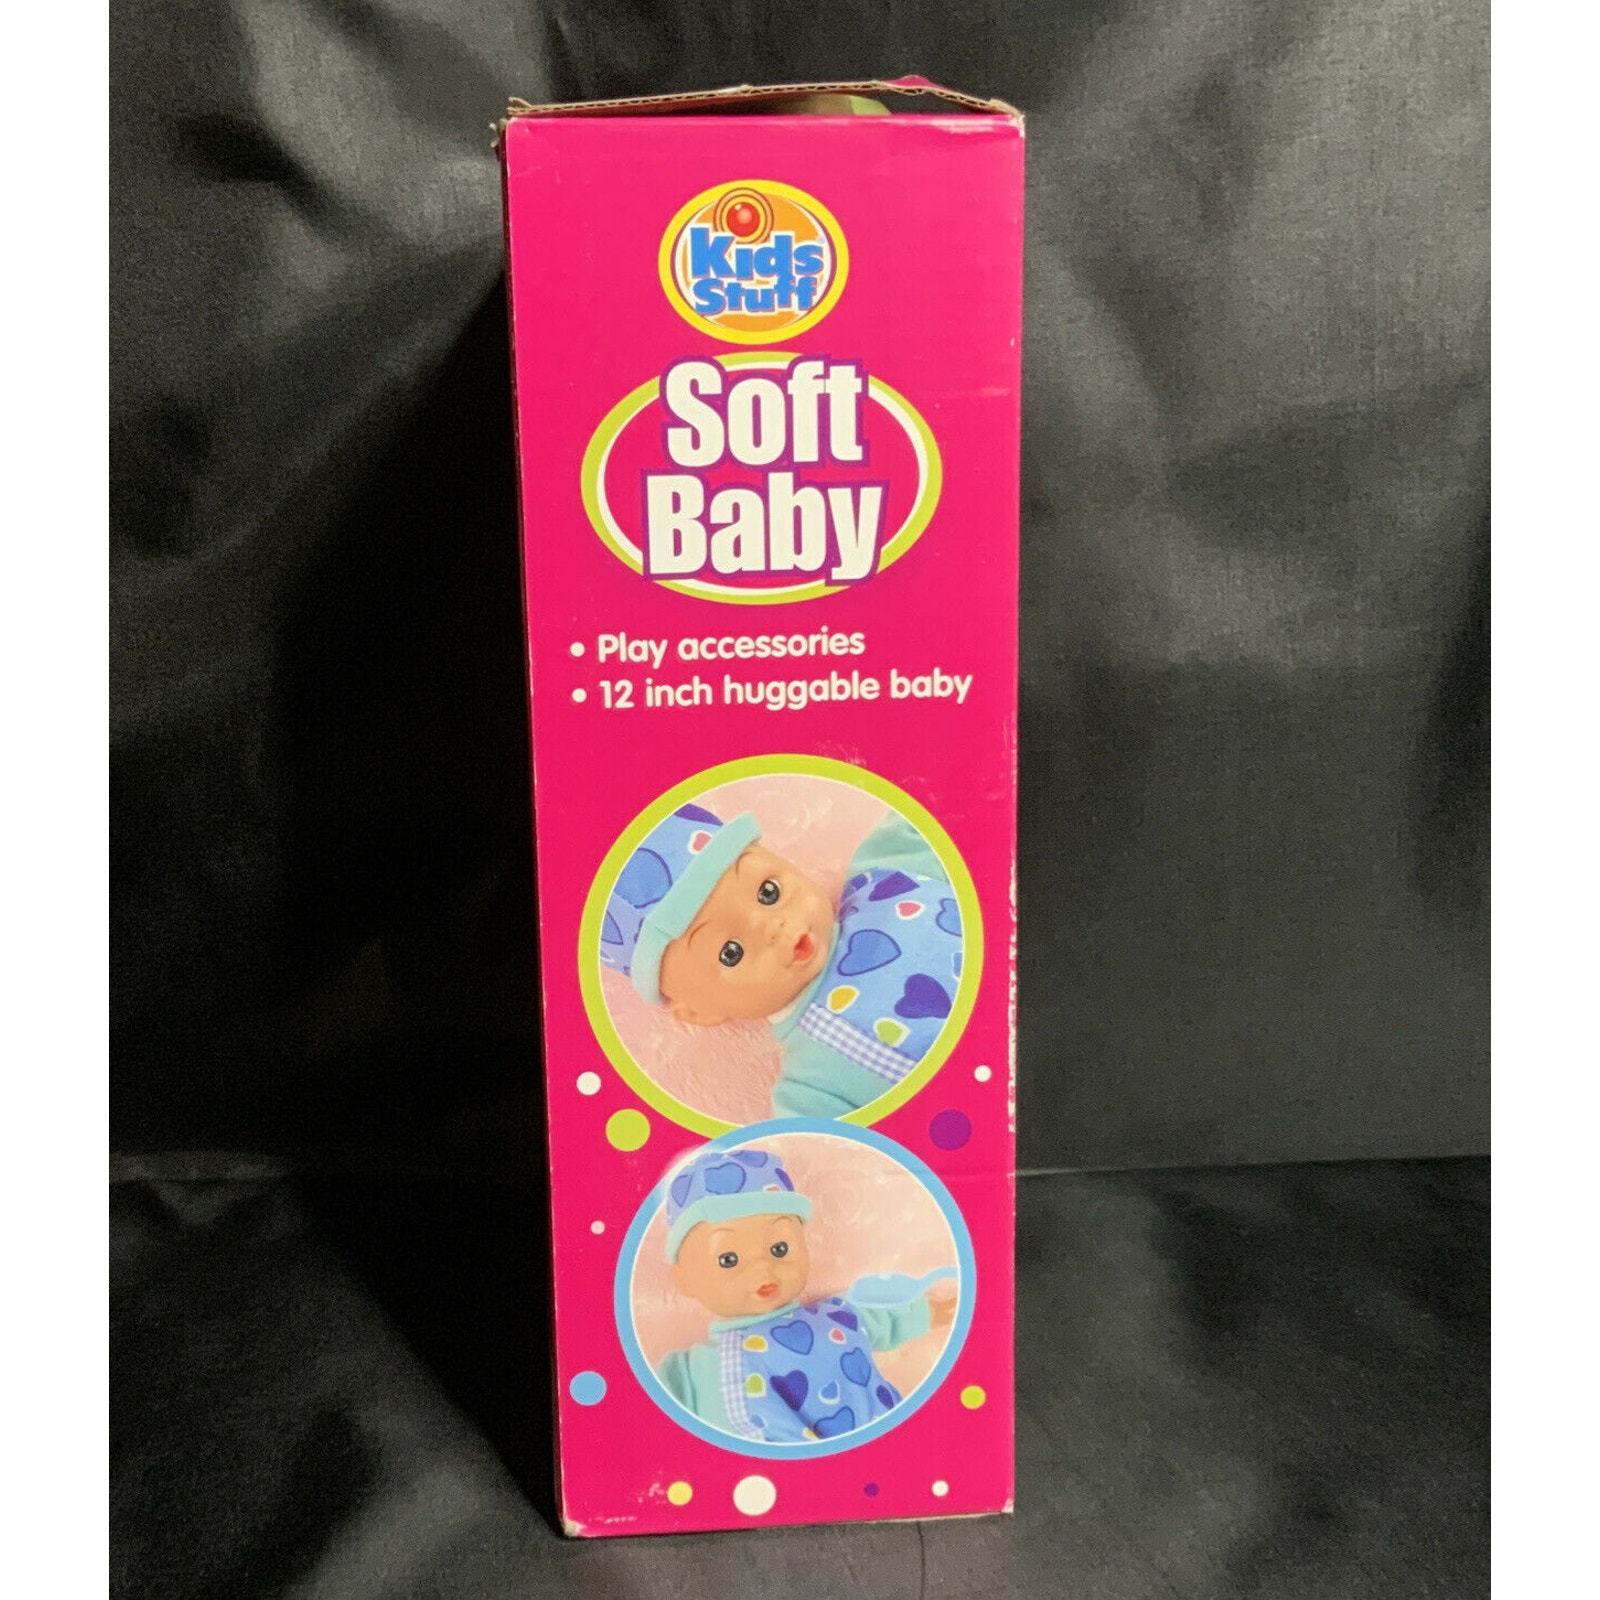 Kids
Stuff
Soft
Baby
• Play accessories
• 12 inch huggable baby